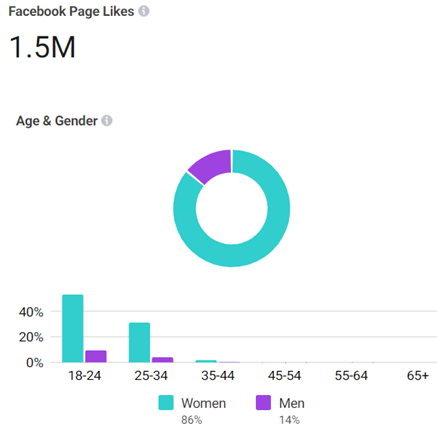 Facebook Page Likes
1.5M
Age & Gender
40%
20%
0%
18-24 25-34 35-44 45-54 55-64 65+
Women Men
86% 14%